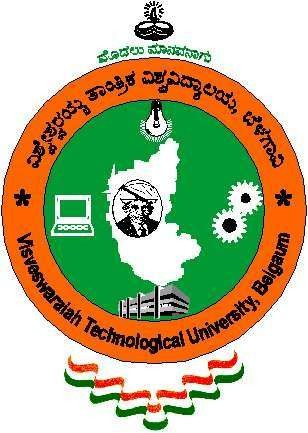 ಮೊದಲು ಮಾನವನಾಗು
ವಿಶ್ವೇಶ್ವರಯ್ಯ ತಾಂತ್ರಿಕ ವಿಶ್ವವಿದ್ಯಾಲಯ, ಬೆಳಗಾವಿ
Visveswaraiah Technological University, Belgaum